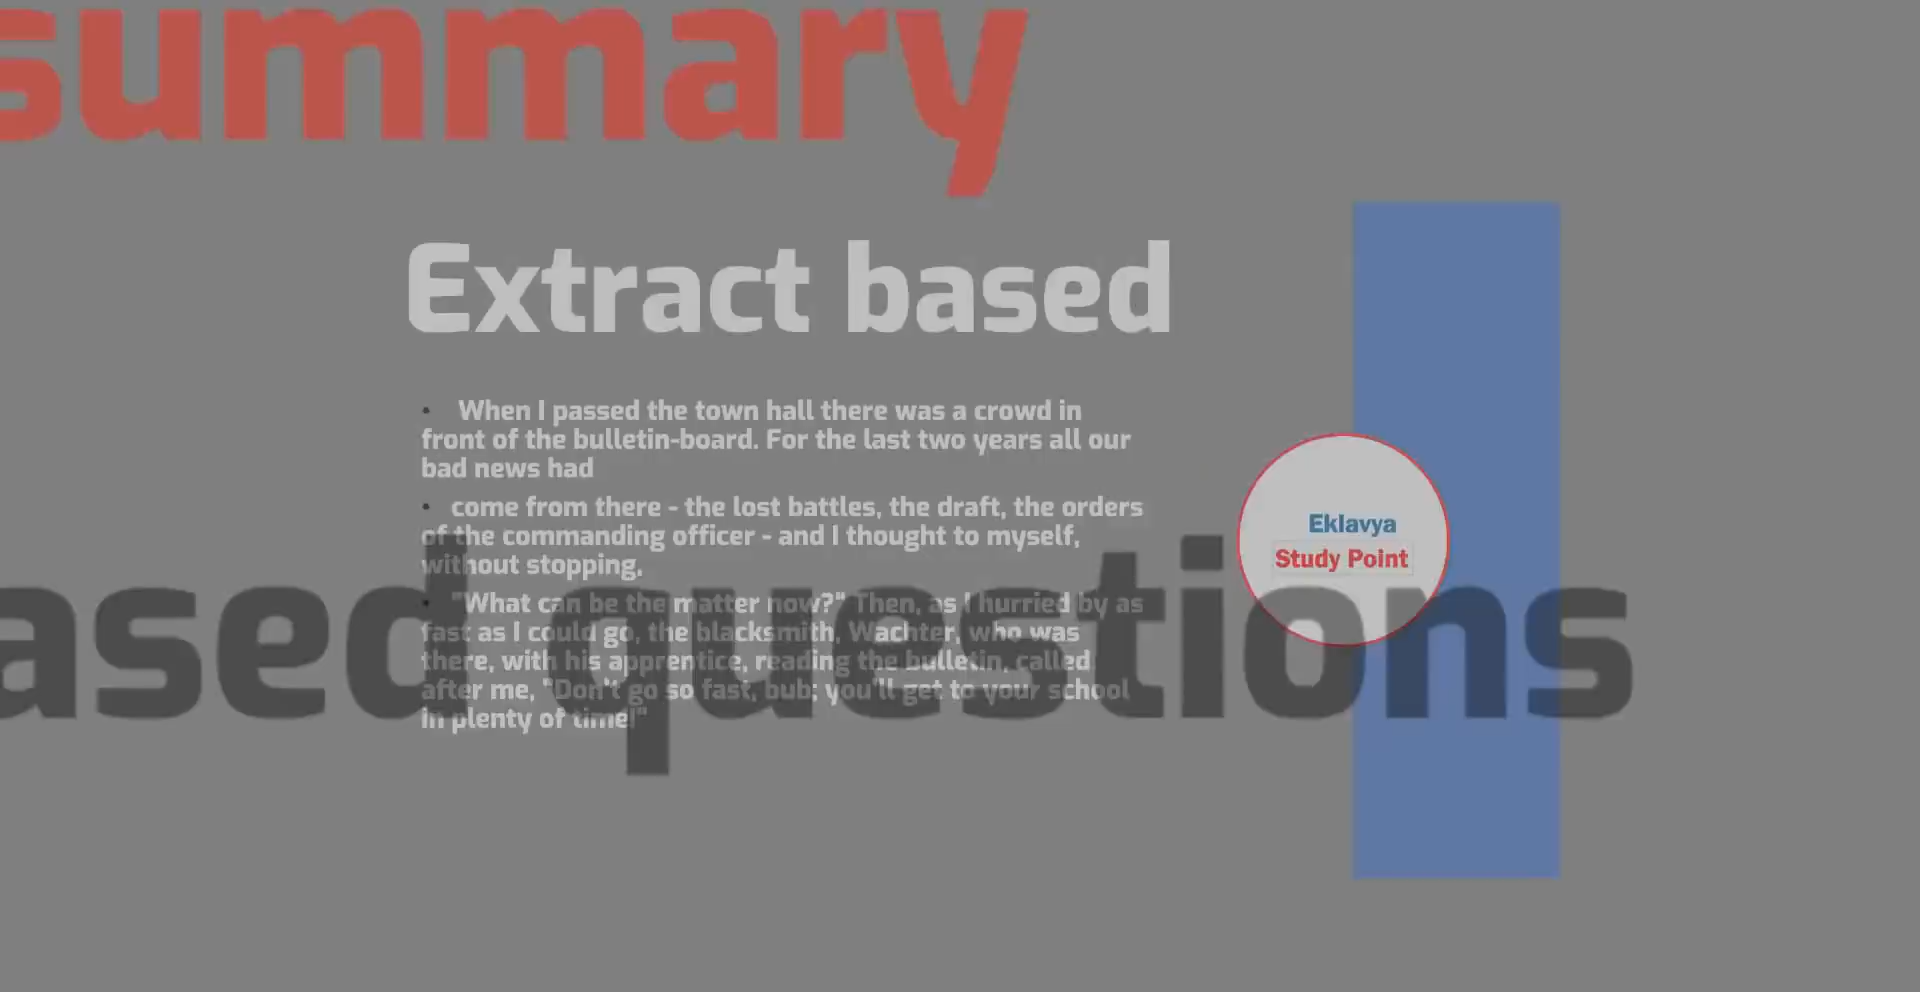 summary
Extract based
• When I passed the town hall there was a crowd in
front of the bulletin-board. For the last two years all our
bad news had
• come from there - the lost battles, the draft, the orders
of the commanding officer - and I thought to myself,
without stopping.
• "What can be the matter now?" Then, as I hurried by as
fast as I could go, the blacksmith, Wachter, who was
there, with his apprentice, reading the bulletin, called
after me, "Don't go so fast, bub; you'll get to your school
in plenty of time!"
ased questions
Eklavya
Study Point